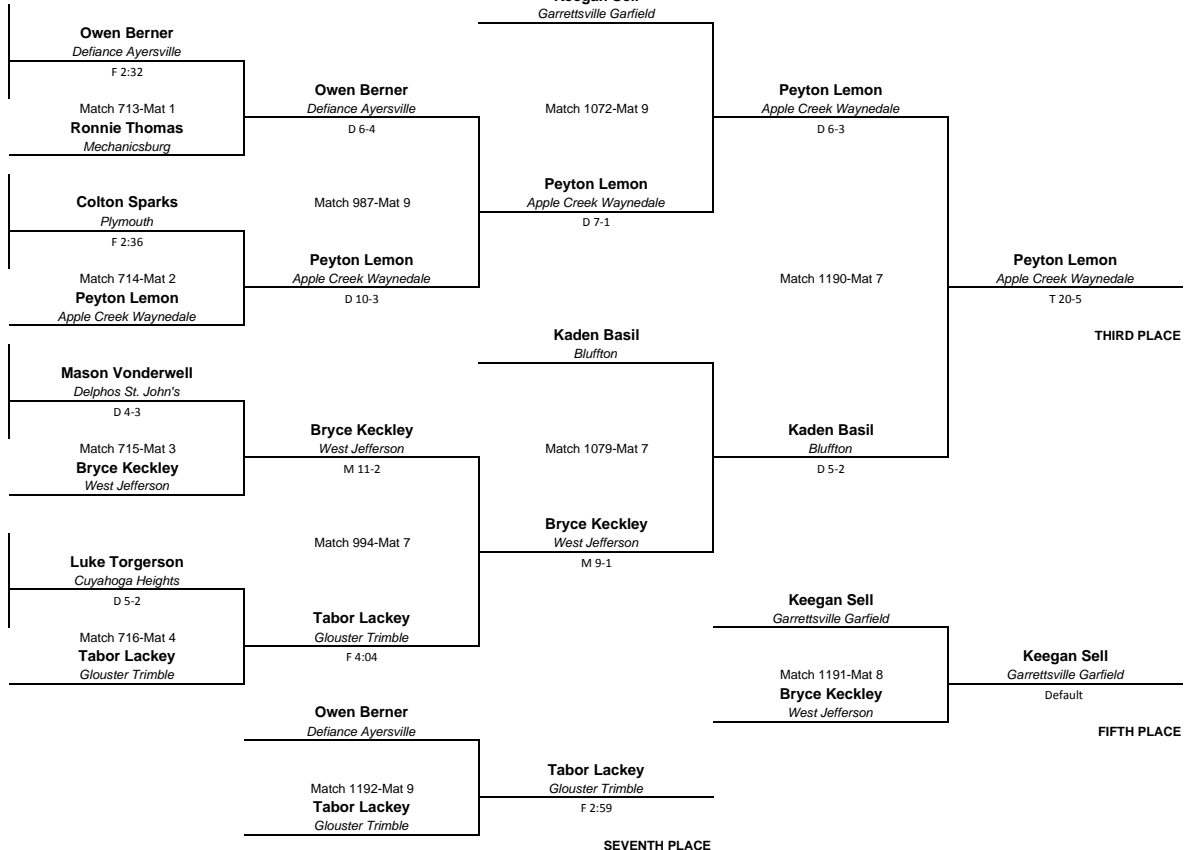 Garrettsville Garfield
Owen Berner
Defiance Ayersville
F 2:32
Match 713-Mat 1
Ronnie Thomas
Mechanicsburg
Owen Berner
Defiance Ayersville
D 6-4
Match 1072-Mat 9
Peyton Lemon
Apple Creek Waynedale
D 6-3
Colton Sparks
Plymouth
F 2:36
Match 714-Mat 2
Peyton Lemon
Apple Creek Waynedale
Match 987-Mat 9
Peyton Lemon
Apple Creek Waynedale
D 10-3
Peyton Lemon
Apple Creek Waynedale
D 7-1
Match 1190-Mat 7
Peyton Lemon
Apple Creek Waynedale
T 20-5
THIRD PLACE
Mason Vonderwell
Delphos St. John's
D 4-3
Match 715-Mat 3
Bryce Keckley
West Jefferson
Bryce Keckley
West Jefferson
M 11-2
Kaden Basil
Bluffton
Match 1079-Mat 7
Kaden Basil
Bluffton
D 5-2
Luke Torgerson
Cuyahoga Heights
D 5-2
Match 716-Mat 4
Tabor Lackey
Glouster Trimble
Match 994-Mat 7
Tabor Lackey
Glouster Trimble
F 4:04
Bryce Keckley
West Jefferson
M 9-1
Keegan Sell
Garrettsville Garfield
Match 1191-Mat 8
Bryce Keckley
West Jefferson
Keegan Sell
Garrettsville Garfield
Default
FIFTH PLACE
Owen Berner
Defiance Ayersville
Match 1192-Mat 9
Tabor Lackey
Glouster Trimble
Tabor Lackey
Glouster Trimble
F 2:59
SEVENTH PLACE